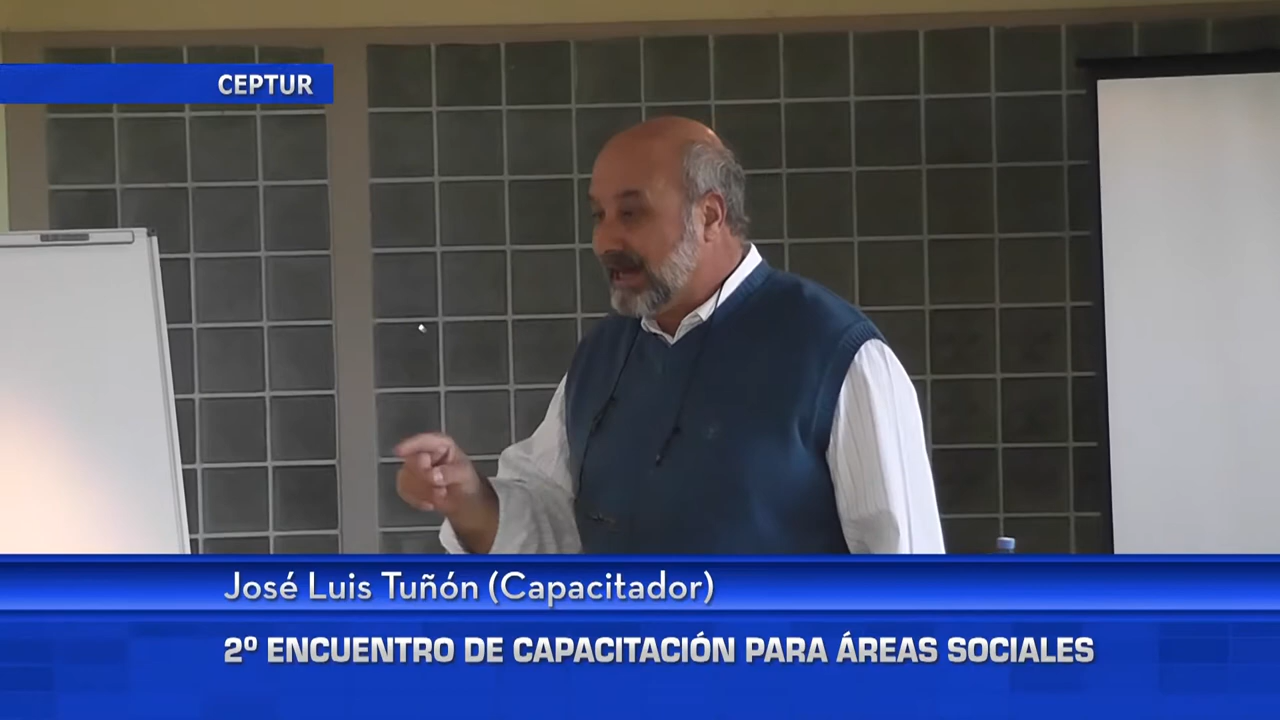 CEPTUR
José Luis Tuñón (Capacitador)
2º ENCUENTRO DE CAPACITACIÓN PARA ÁREAS SOCIALES